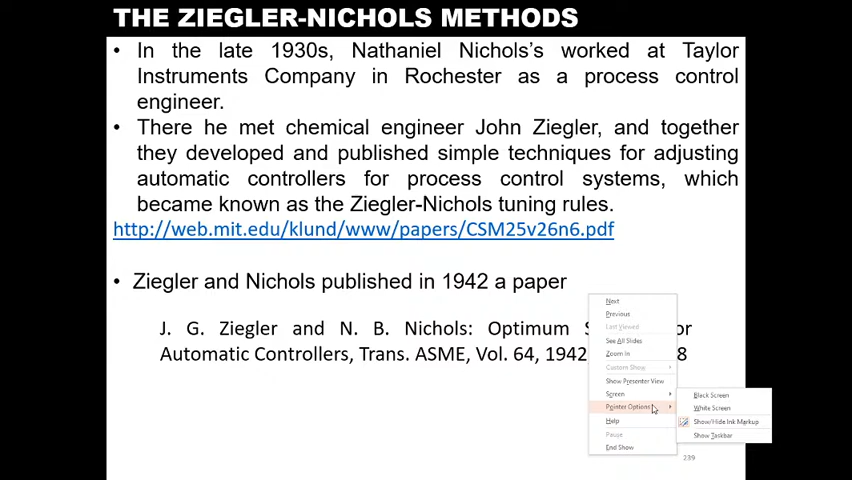 THE ZIEGLER-NICHOLS METHODS
• In the late 1930s, Nathaniel Nichols's worked at Taylor
Instruments Company in Rochester as a process control
engineer.
• There he met chemical engineer John Ziegler, and together
they developed and published simple techniques for adjusting
automatic controllers for process control systems, which
became known as the Ziegler-Nichols tuning rules.
http://web.mit.edu/klund/www/papers/CSM25v26n6.pdf
• Ziegler and Nichols published in 1942 a paper
J. G. Ziegler and N. B. Nichols: Optimum
Automatic Controllers, Trans. ASME, Vol. 64, 1942
Next
Previous
Last Viewed
See All Slides
Zoom in
Custom Show
Show Presenter View
Screen
Pointer Options
Help
Pause
End Show
Black Screen
White Screen
Show/Hide Ink Markup
Show Taskbar
239